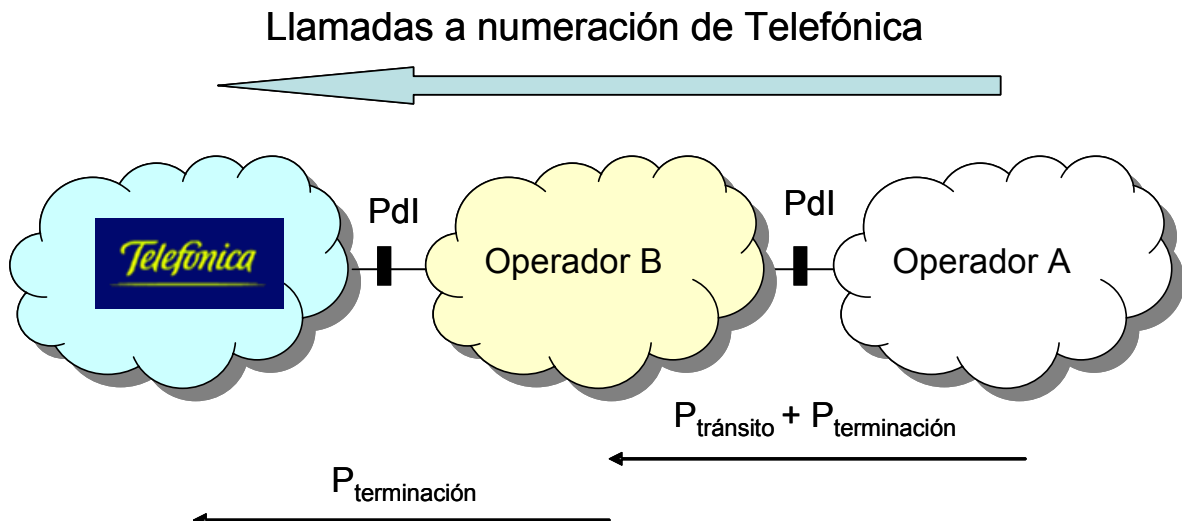 Llamadas a numeración de Telefónica
PdI
PdI
Telefónica
Operador B
Operador A
Ptránsito + Pterminación
Pterminación